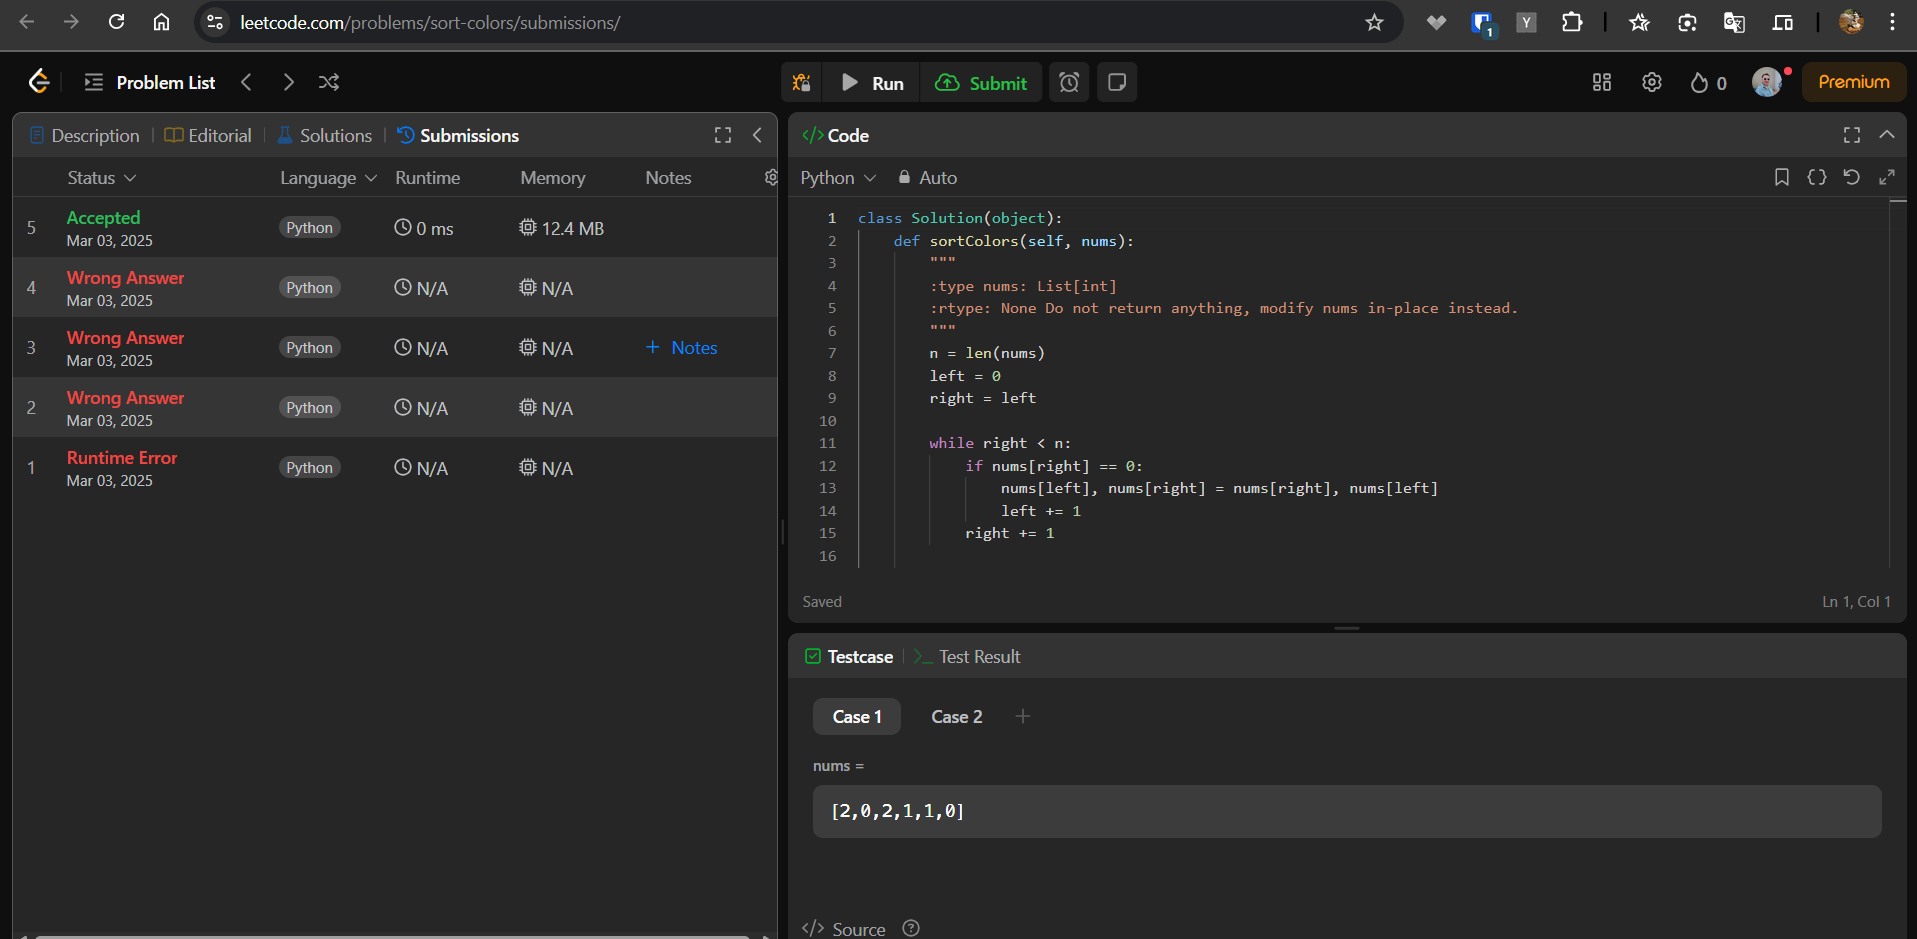 leetcode.com/problems/sort-colors/submissions/
1
Y
Problem List
Run
Submit
0
Premium
Description
Editorial
Solutions
Submissions
Status
Language
Runtime
Memory
Notes
5
Accepted
Mar 03, 2025
Python
0 ms
12.4 MB
4
Wrong Answer
Mar 03, 2025
Python
N/A
N/A
3
Wrong Answer
Mar 03, 2025
Python
N/A
N/A
+ Notes
2
Wrong Answer
Mar 03, 2025
Python
N/A
N/A
1
Runtime Error
Mar 03, 2025
Python
N/A
N/A
</> Code
Python
Auto
1 class Solution(object):
2 def sortColors(self, nums):
3 """
4 :type nums: List[int]
5 :rtype: None Do not return anything, modify nums in-place instead.
6 """
7 n = len(nums)
8 left = 0
9 right = left
10
11 while right < n:
12 if nums[right] == 0:
13 nums[left], nums[right] = nums[right], nums[left]
14 left += 1
15 right += 1
16
Saved
Ln 1, Col 1
Testcase
>_ Test Result
Case 1
Case 2
+
nums =
[2,0,2,1,1,0]
</> Source ?